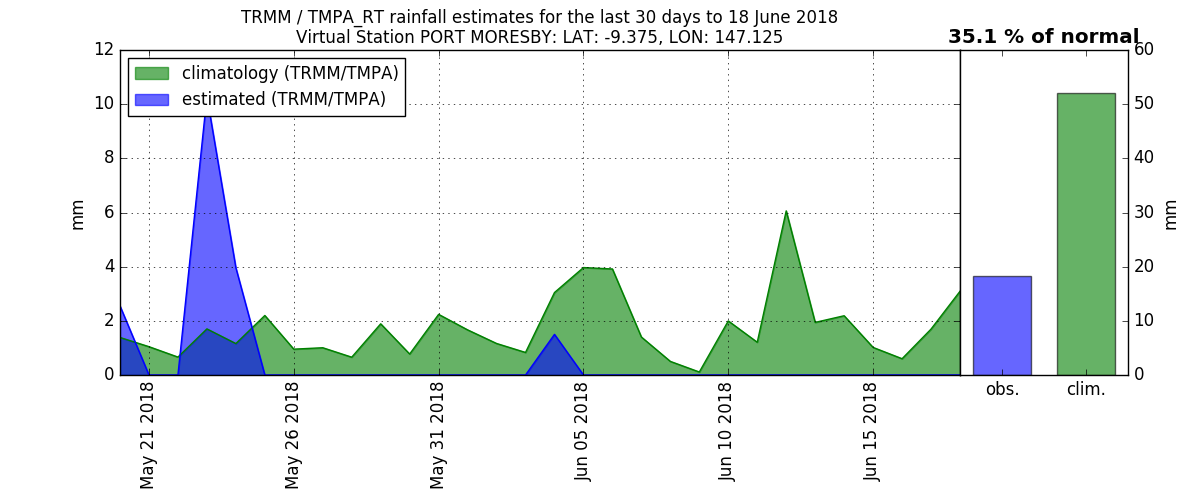 TRMM / TMPA_RT rainfall estimates for the last 30 days to 18 June 2018
Virtual Station PORT MORESBY: LAT: -9.375, LON: 147.125
35.1 % of normal
climatology (TRMM/TMPA)
estimated (TRMM/TMPA)
12
10
8
6
4
2
0
mm
May 21 2018
May 26 2018
May 31 2018
Jun 05 2018
Jun 10 2018
Jun 15 2018
60
50
40
30
20
10
0
mm
obs.
clim.